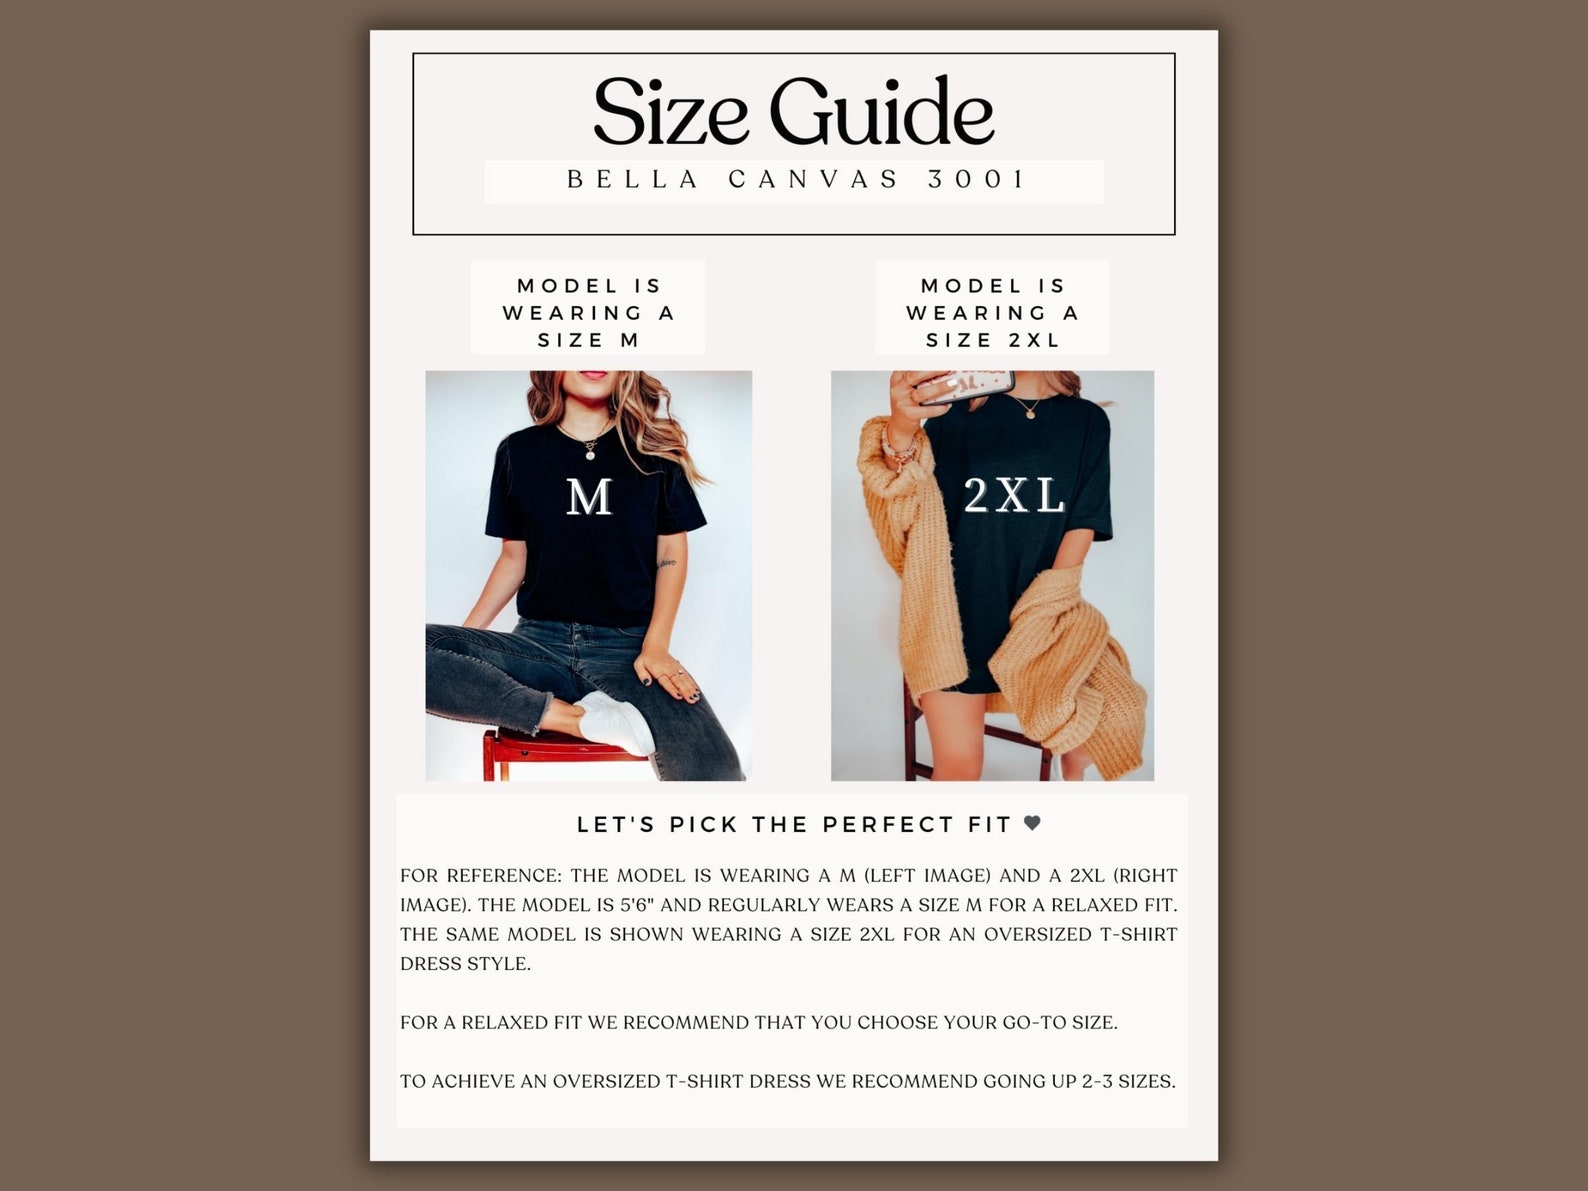 Size Guide
BELLA CANVAS 3001
MODEL IS
WEARING A
SIZE M
MODEL IS
WEARING A
SIZE 2XL
M
2XL
LET'S PICK THE PERFECT FIT ♥
FOR REFERENCE: THE MODEL IS WEARING A M (LEFT IMAGE) AND A 2XL (RIGHT
IMAGE). THE MODEL IS 5'6" AND REGULARLY WEARS A SIZE M FOR A RELAXED FIT.
THE SAME MODEL IS SHOWN WEARING A SIZE 2XL FOR AN OVERSIZED T-SHIRT
DRESS STYLE.
FOR A RELAXED FIT WE RECOMMEND THAT YOU CHOOSE YOUR GO-TO SIZE.
TO ACHIEVE AN OVERSIZED T-SHIRT DRESS WE RECOMMEND GOING UP 2-3 SIZES.